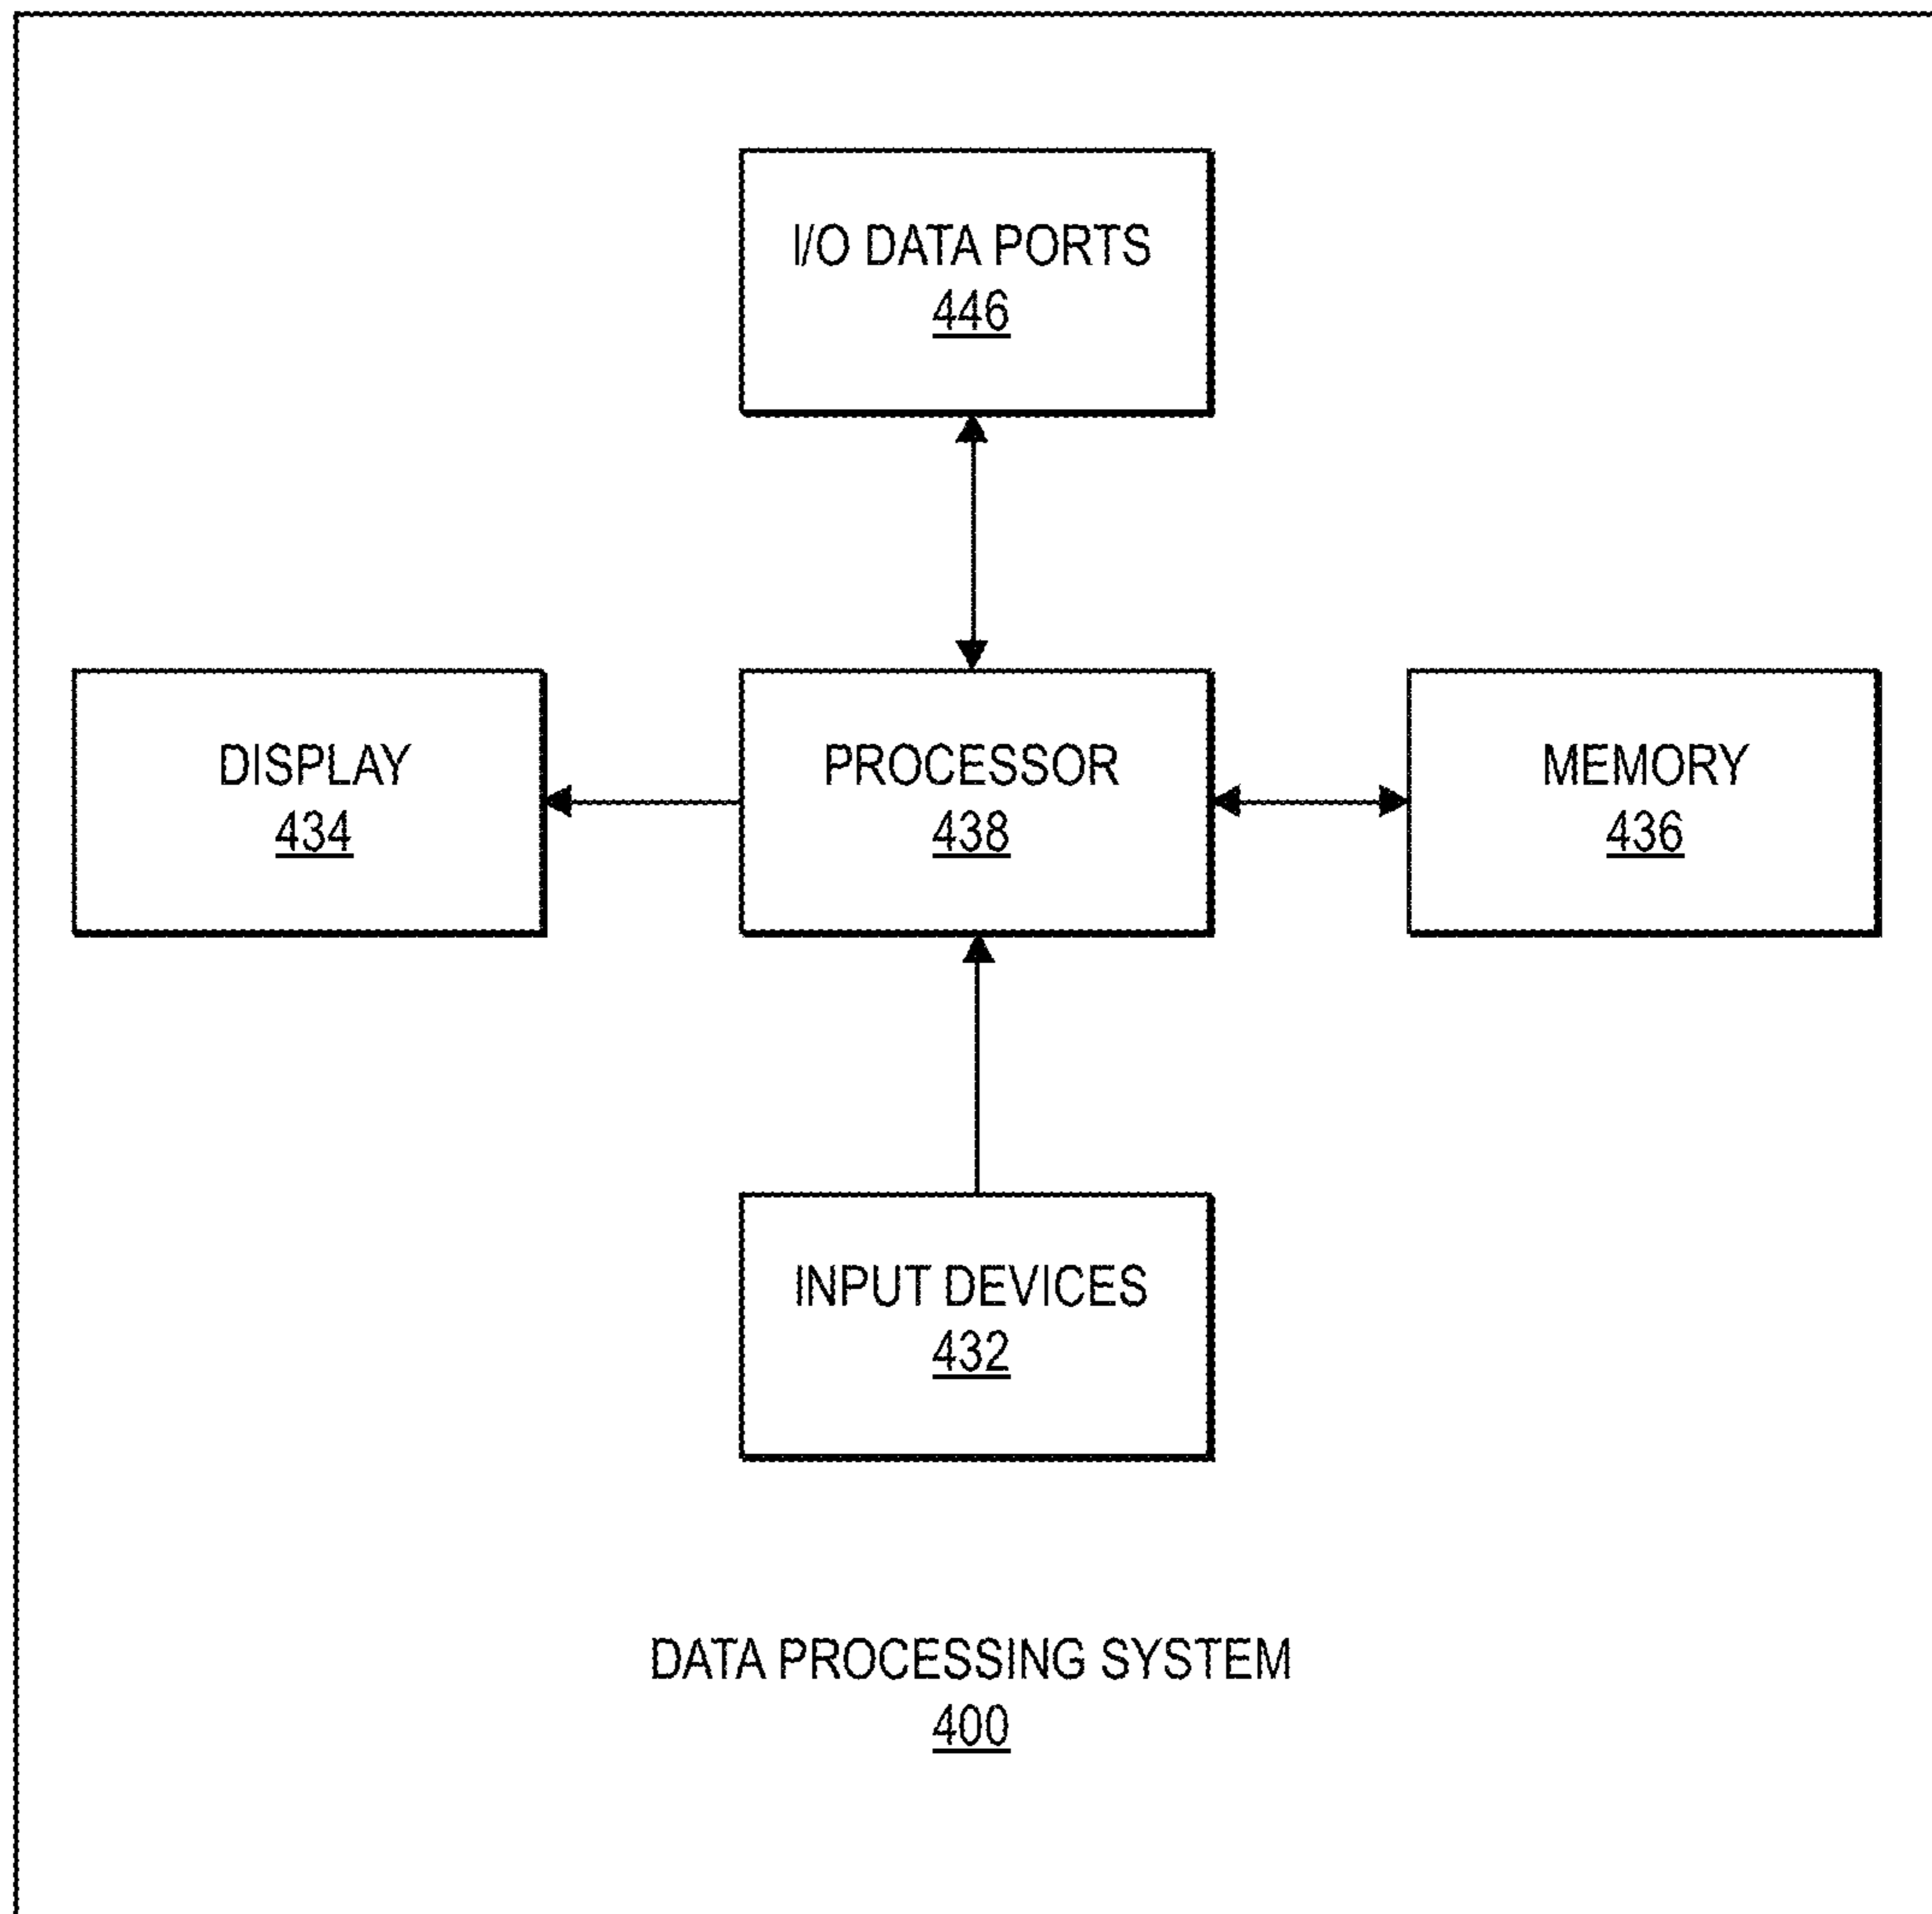 I/O DATA PORTS
446
DISPLAY
434
PROCESSOR
438
MEMORY
436
INPUT DEVICES
432
DATA PROCESSING SYSTEM
400